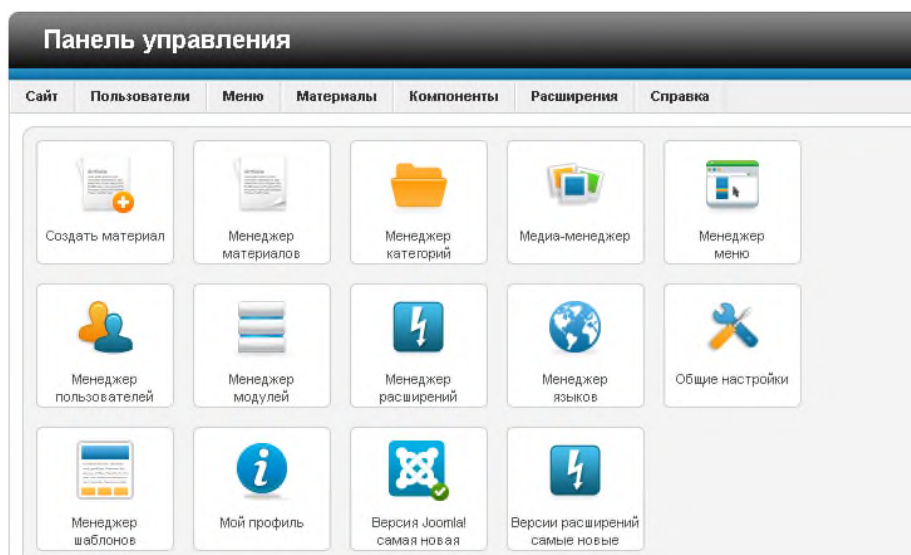 Панель управления
Сайт Пользователи Меню Материалы Компоненты Расширения Справка
Создать материал
Менеджер
материалов
Менеджер
категорий
Медиа-менеджер
Менеджер
меню
Менеджер
пользователей
Менеджер
модулей
Менеджер
расширений
Менеджер
языков
Общие настройки
Менеджер
шаблонов
Мой профиль
Версия Joomla!
самая новая
Версии расширений
самые новые